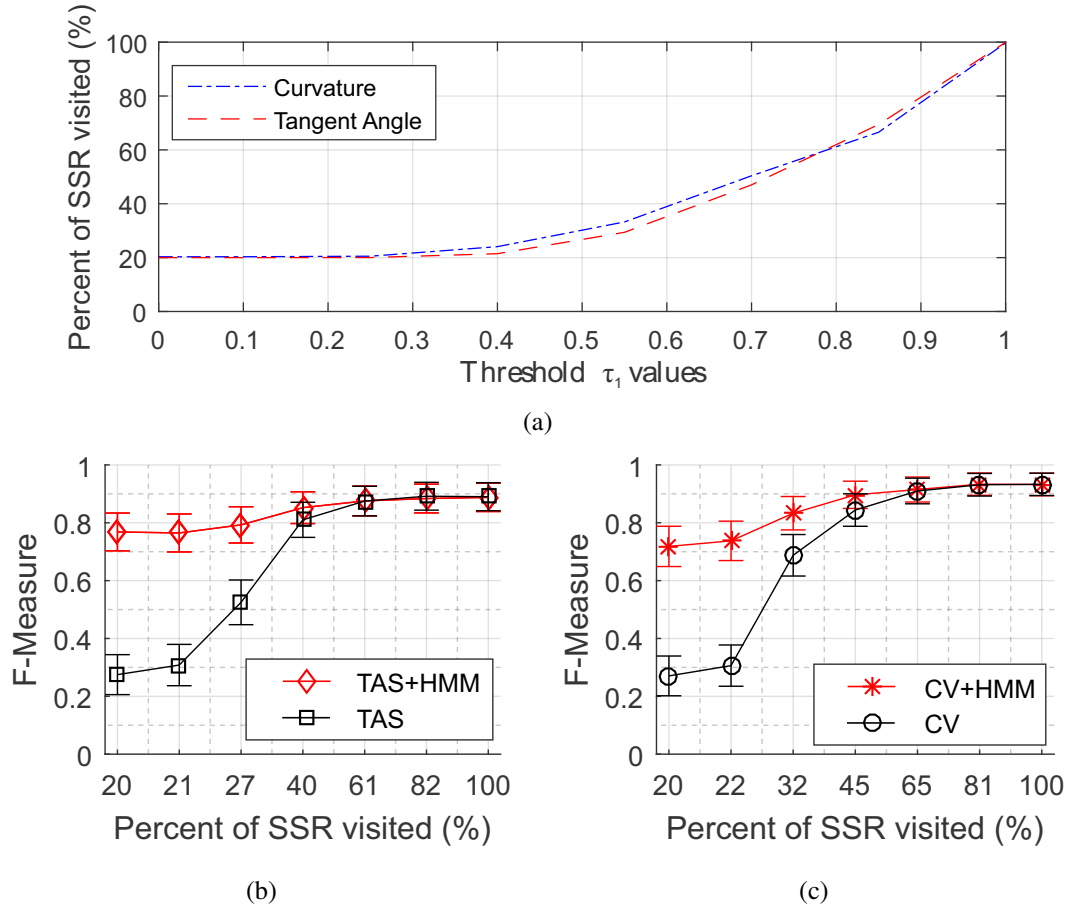 100
80
60
40
20
0
Percent of SSR visited (%)
Curvature
Tangent Angle
0 0.1 0.2 0.3 0.4 0.5 0.6 0.7 0.8 0.9 1
Threshold τ1 values
(a)
1
0.8
0.6
0.4
0.2
0
F-Measure
TAS+HMM
TAS
20 21 27 40 61 82 100
Percent of SSR visited (%)
(b)
1
0.8
0.6
0.4
0.2
0
F-Measure
CV+HMM
CV
20 22 32 45 65 81 100
Percent of SSR visited (%)
(c)